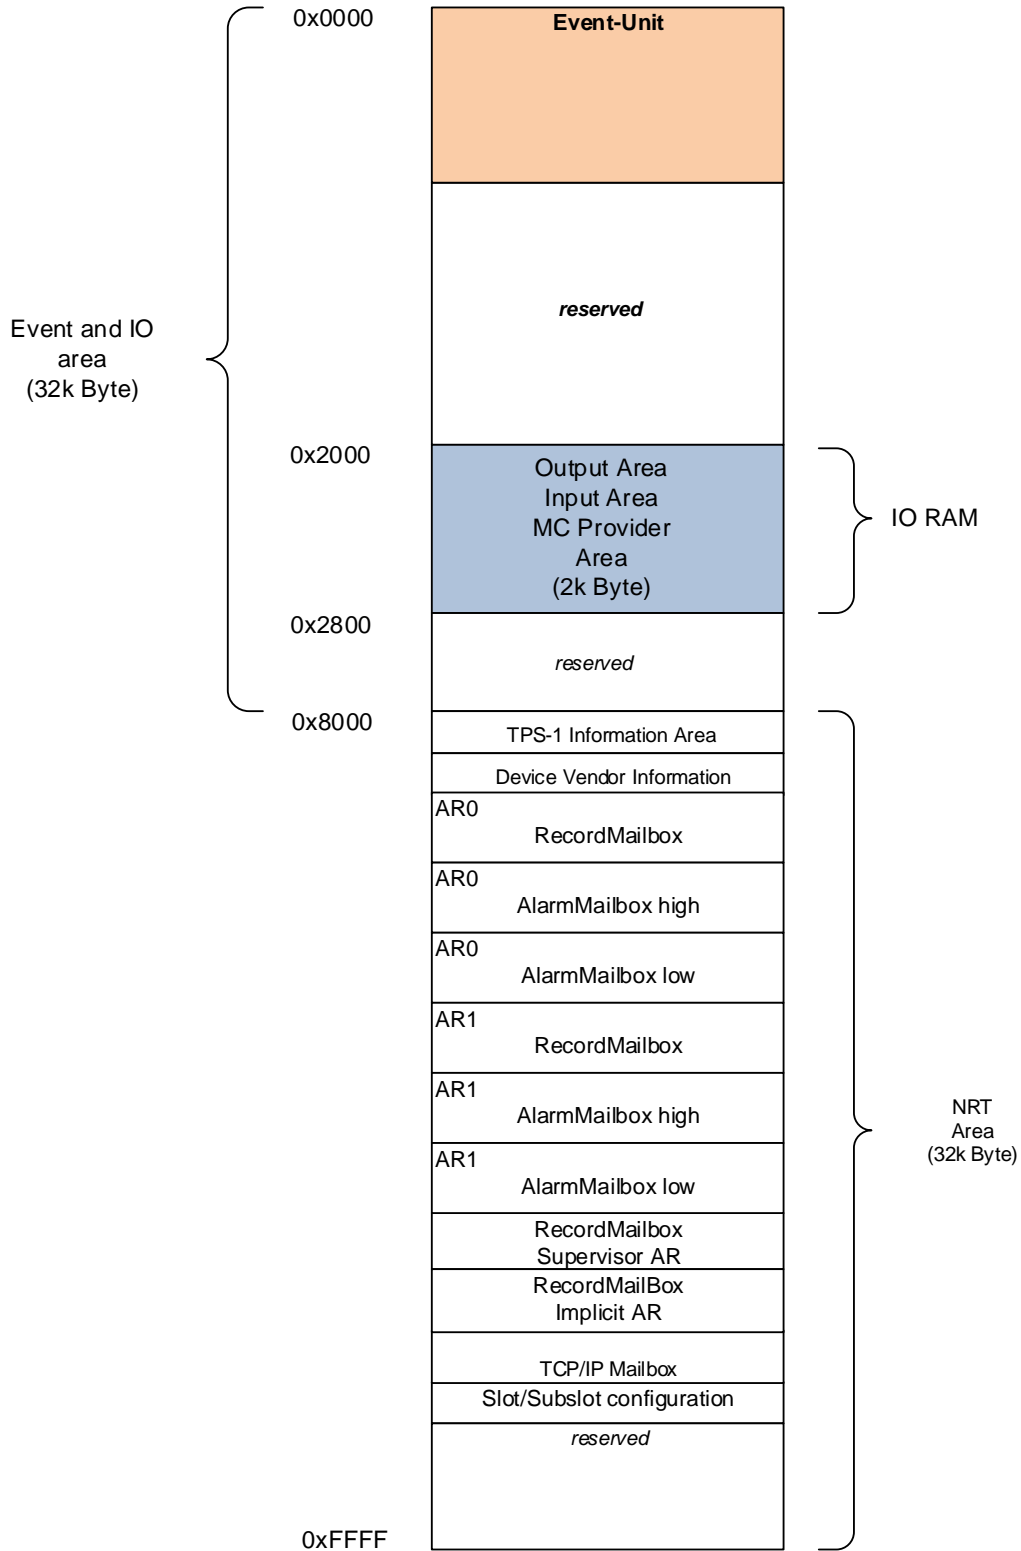 0x0000
Event-Unit
reserved
Event and IO
area
(32k Byte)
0x2000
Output Area
Input Area
MC Provider
Area
(2k Byte)
IO RAM
0x2800
reserved
0x8000
TPS-1 Information Area
Device Vendor Information
AR0
RecordMailbox
AR0
AlarmMailbox high
AR0
AlarmMailbox low
AR1
RecordMailbox
AR1
AlarmMailbox high
AR1
AlarmMailbox low
NRT
Area
(32k Byte)
RecordMailbox
Supervisor AR
RecordMailBox
Implicit AR
TCP/IP Mailbox
Slot/Subslot configuration
reserved
0xFFFF